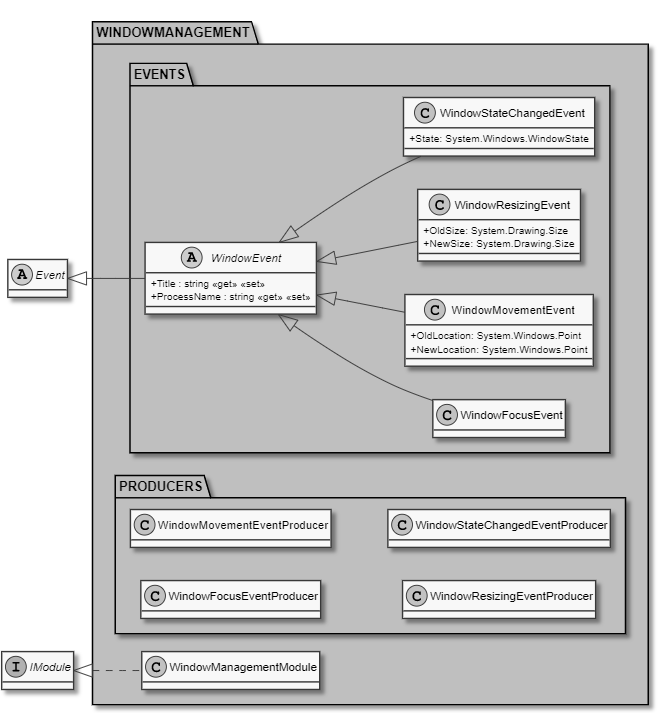 WINDOWMANAGEMENT
EVENTS
C WindowStateChangedEvent
+State: System.Windows.WindowState
C WindowResizingEvent
+OldSize: System.Drawing.Size
+NewSize: System.Drawing.Size
A WindowEvent
+Title : string «get» «set»
+ProcessName : string «get» «set»
A Event
C WindowMovementEvent
+OldLocation: System.Windows.Point
+NewLocation: System.Windows.Point
C WindowFocusEvent
PRODUCERS
C WindowMovementEventProducer
C WindowStateChangedEventProducer
C WindowFocusEventProducer
C WindowResizingEventProducer
I IModule
C WindowManagementModule